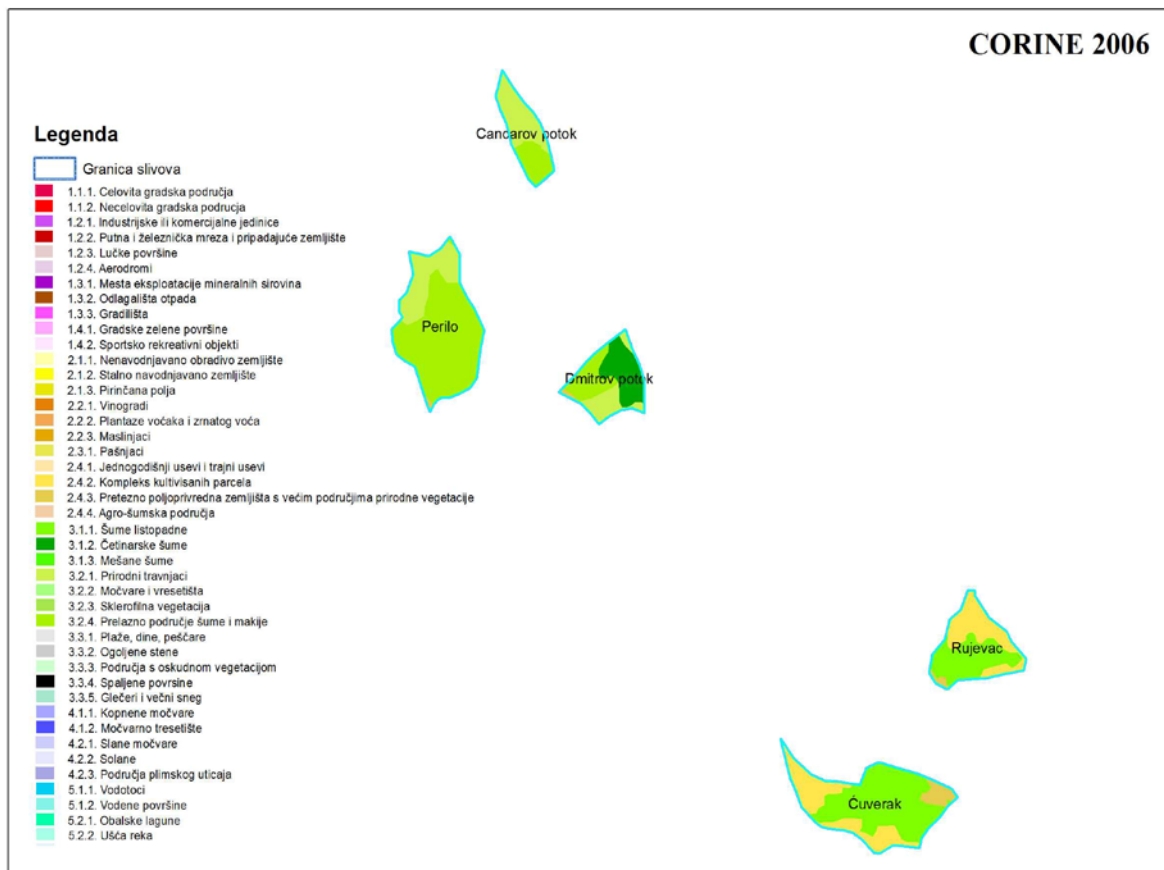 CORINE 2006
Legenda
Granica slivova
1.1.1. Celovita gradska područja
1.1.2. Necelovita gradska podrucja
1.2.1. Industrijske ili komercijalne jedinice
1.2.2. Putna i železnička mreza i pripadajuće zemljište
1.2.3. Lučke površine
1.2.4. Aerodromi
1.3.1. Mesta eksploatacije mineralnih sirovina
1.3.2. Odlagališta otpada
1.3.3. Gradilišta
1.4.1. Gradske zelene površine
1.4.2. Sportsko rekreativni objekti
2.1.1. Nenavodnjavano obradivo zemljište
2.1.2. Stalno navodnjavano zemljište
2.1.3. Pirinčana polja
2.2.1. Vinogradi
2.2.2. Plantaze voćaka i zrnatog voća
2.2.3. Maslinjaci
2.3.1. Pašnjaci
2.4.1. Jednogodišnji usevi i trajni usevi
2.4.2. Kompleks kultivisanih parcela
2.4.3. Pretezno poljoprivredna zemljišta s većim područjima prirodne vegetacije
2.4.4. Agro-šumska područja
3.1.1. Šume listopadne
3.1.2. Četinarske šume
3.1.3. Mešane šume
3.2.1. Prirodni travnjaci
3.2.2. Močvare i vresetišta
3.2.3. Sklerofilna vegetacija
3.2.4. Prelazno područje šume i makije
3.3.1. Plaže, dine, peščare
3.3.2. Ogoljene stene
3.3.3. Područja s oskudnom vegetacijom
3.3.4. Spaljene povrsine
3.3.5. Glečeri i večni sneg
4.1.1. Kopnene močvare
4.1.2. Močvarno tresetište
4.2.1. Slane močvare
4.2.2. Solane
4.2.3. Područja plimskog uticaja
5.1.1. Vodotoci
5.1.2. Vodene površine
5.2.1. Obalske lagune
5.2.2. Ušća reka
Cancarov potok
Perilo
Dmitrov potok
Rujevac
Ćuverak